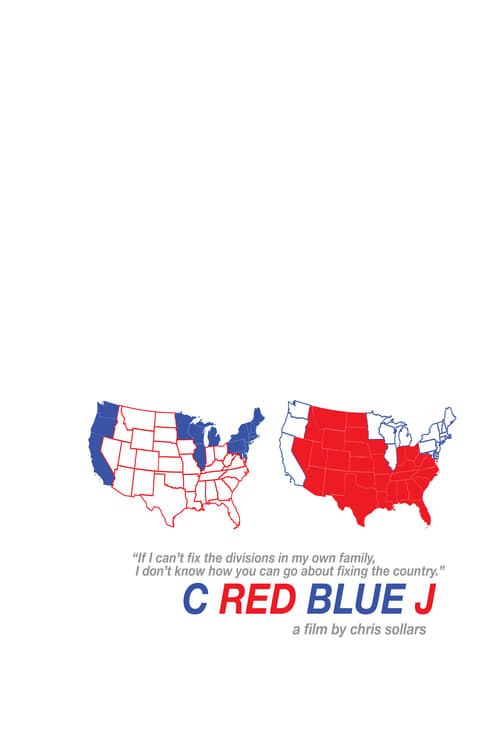 “If I can’t fix the divisions in my own family,
I don’t know how you can go about fixing the country.”
C RED BLUE J
a film by chris sollars